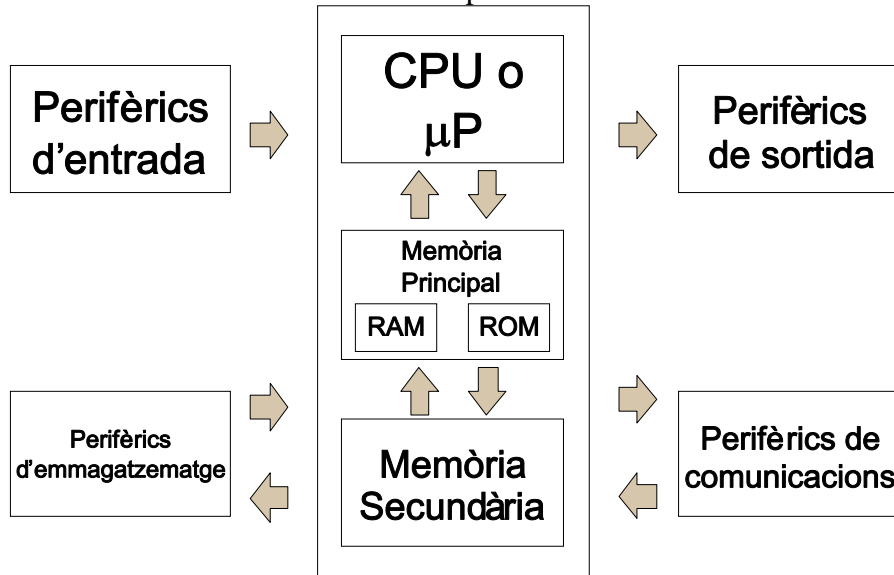 Perifèrics
d’entrada
CPU o
µP
Perifèrics
de sortida
Memòria
Principal
RAM
ROM
Perifèrics
d’emmagatzematge
Memòria
Secundària
Perifèrics de
comunicacions